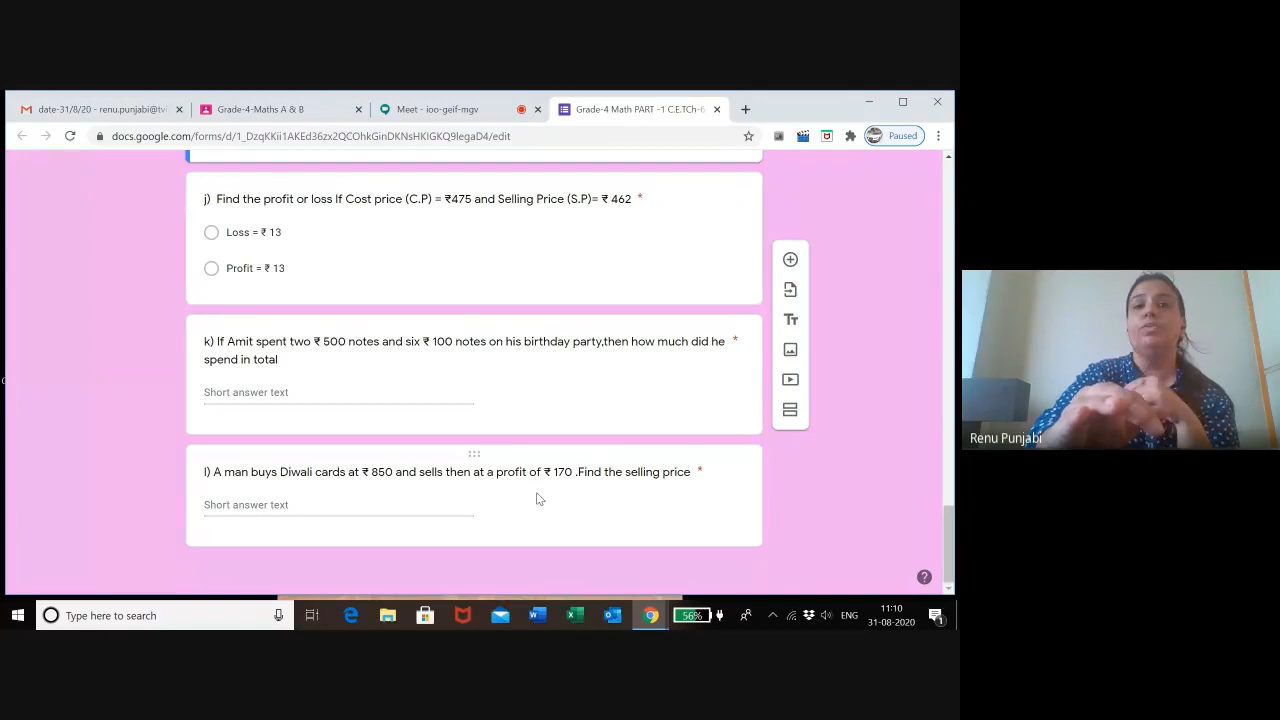 date-31/8/20 - renu.punjabi@tvi
Grade-4-Maths A & B
Meet - ioo-geif-mgv
Grade-4 Math PART -1 C.E.TCh-6
docs.google.com/forms/d/1_DzqKKii1AKEd36zx2QCOhkGinDKNsHKIGKQ9legaD4/edit
Paused
j) Find the profit or loss If Cost price (C.P) = ₹475 and Selling Price (S.P)= ₹ 462 *
Loss = ₹ 13
Profit = ₹ 13
k) If Amit spent two ₹ 500 notes and six ₹ 100 notes on his birthday party,then how much did he *
spend in total
Short answer text
l) A man buys Diwali cards at ₹ 850 and sells then at a profit of ₹ 170 .Find the selling price *
Short answer text
Tт
Renu Punjabi
Type here to search
56%
ENG
11:10
31-08-2020
1